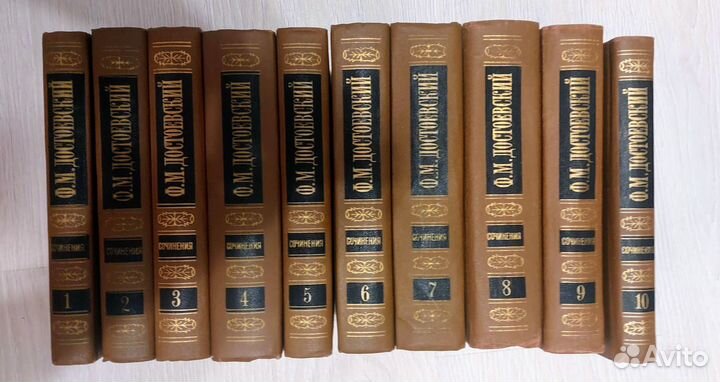 Ф.М. ДОСТОЕВСКИЙ
СОЧИНЕНИЯ
1
Ф.М. ДОСТОЕВСКИЙ
СОЧИНЕНИЯ
2
Ф.М. ДОСТОЕВСКИЙ
СОЧИНЕНИЯ
3
Ф.М. ДОСТОЕВСКИЙ
СОЧИНЕНИЯ
4
Ф.М. ДОСТОЕВСКИЙ
СОЧИНЕНИЯ
5
Ф.М. ДОСТОЕВСКИЙ
СОЧИНЕНИЯ
6
Ф.М. ДОСТОЕВСКИЙ
СОЧИНЕНИЯ
7
Ф.М. ДОСТОЕВСКИЙ
СОЧИНЕНИЯ
8
Ф.М. ДОСТОЕВСКИЙ
СОЧИНЕНИЯ
9
Ф.М. ДОСТОЕВСКИЙ
СОЧИНЕНИЯ
10
Avito